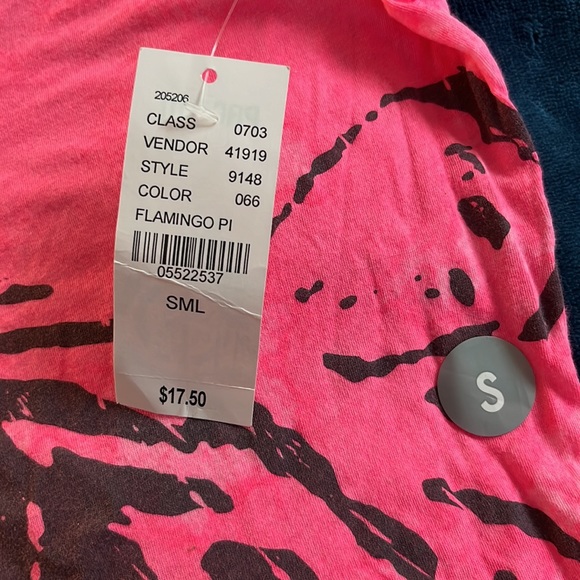 205206
CLASS 0703
VENDOR 41919
STYLE 9148
COLOR 066
FLAMINGO PI
05522537
SML
$17.50
S